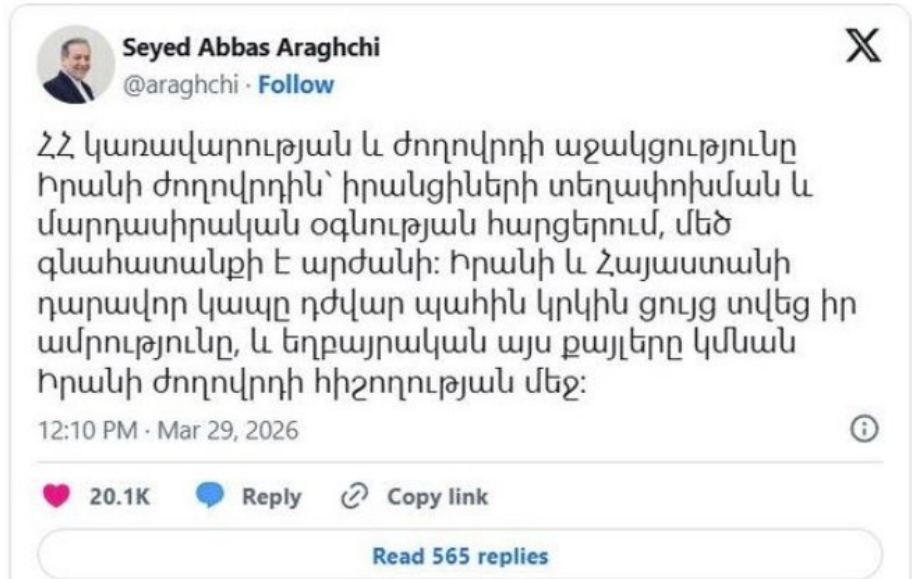 Seyed Abbas Araghchi
@araghchi · Follow
ՀՀ կառավարության և ժողովրդի աջակցությունը
Իրանի ժողովրդին՝ իրանցիների տեղափոխման և
մարդասիրական օգնության հարցերում, մեծ
գնահատանքի է արժանի: Իրանի և Հայաստանի
դարավոր կապը դժվար պահին կրկին ցույց տվեց իր
ամրությունը, և եղբայրական այս քայլերը կմնան
Իրանի ժողովրդի հիշողության մեջ:
12:10 PM · Mar 29, 2026
20.1K Reply Copy link
Read 565 replies